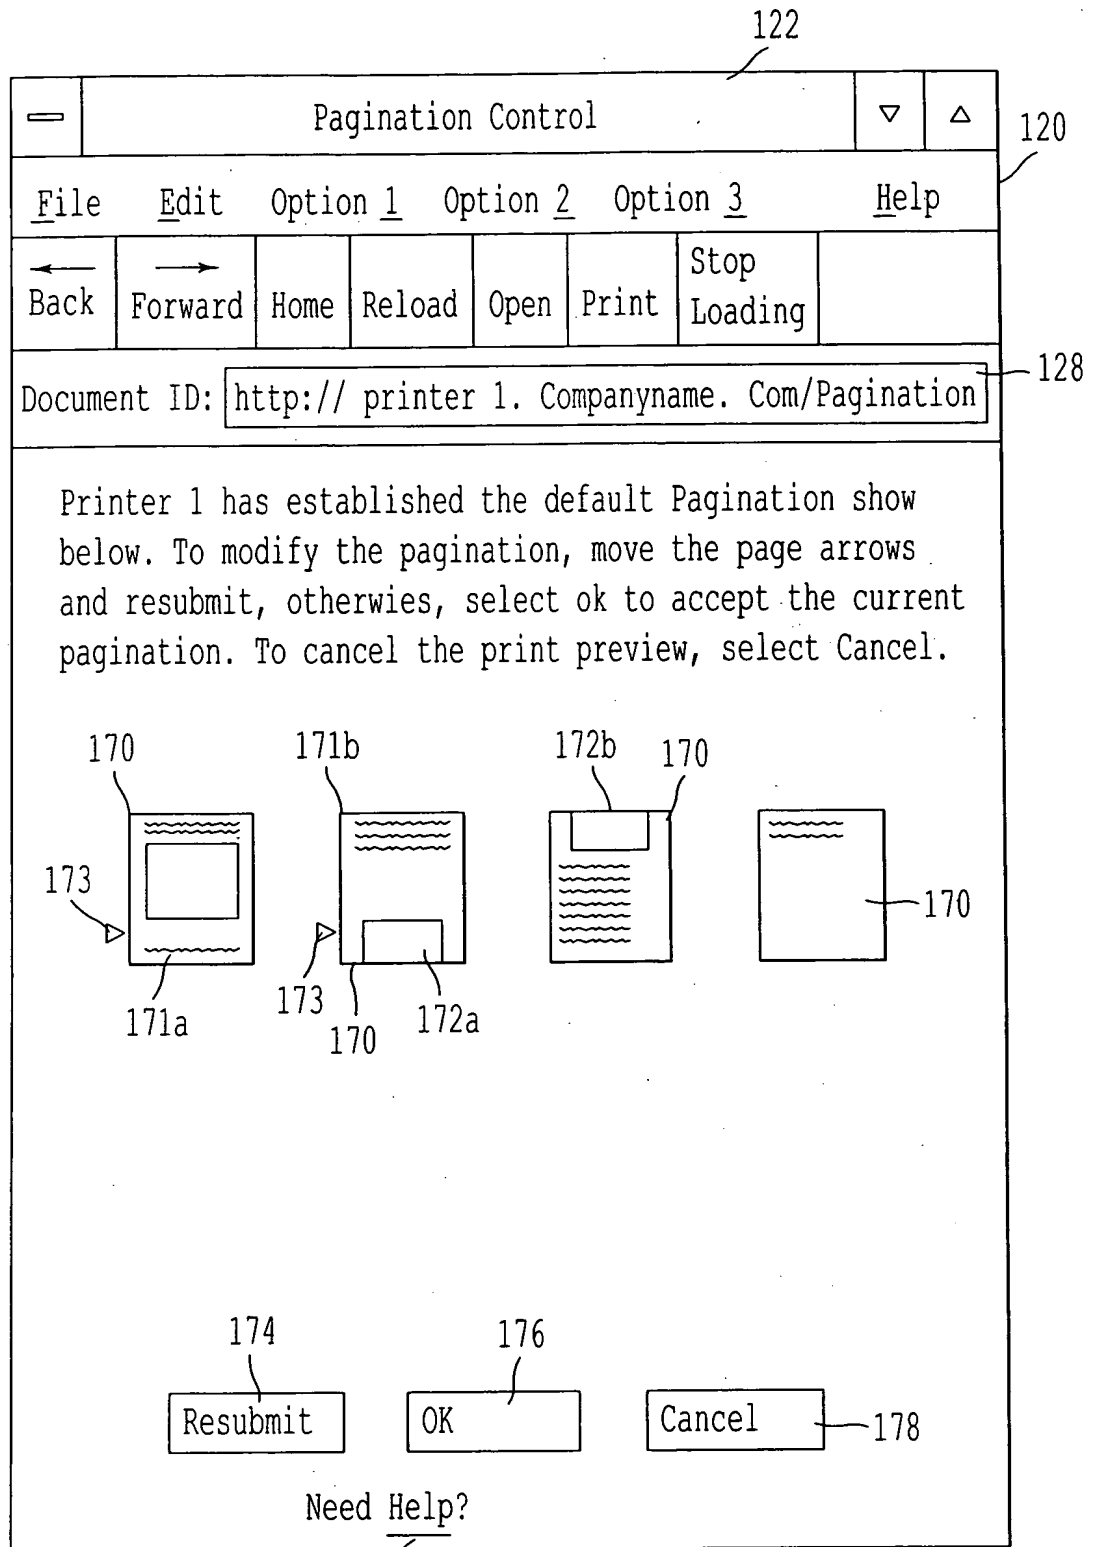 122
Pagination Control
120
File Edit Option 1 Option 2 Option 3 Help
Back Forward Home Reload Open Print Stop Loading
128
Document ID: http:// printer 1. Companyname. Com/Pagination
Printer 1 has established the default Pagination show
below. To modify the pagination, move the page arrows
and resubmit, otherwies, select ok to accept the current
pagination. To cancel the print preview, select Cancel.
170 171b 172b 170
173 170
171a 173 170 172a
174 176
Resubmit OK Cancel 178
Need Help?